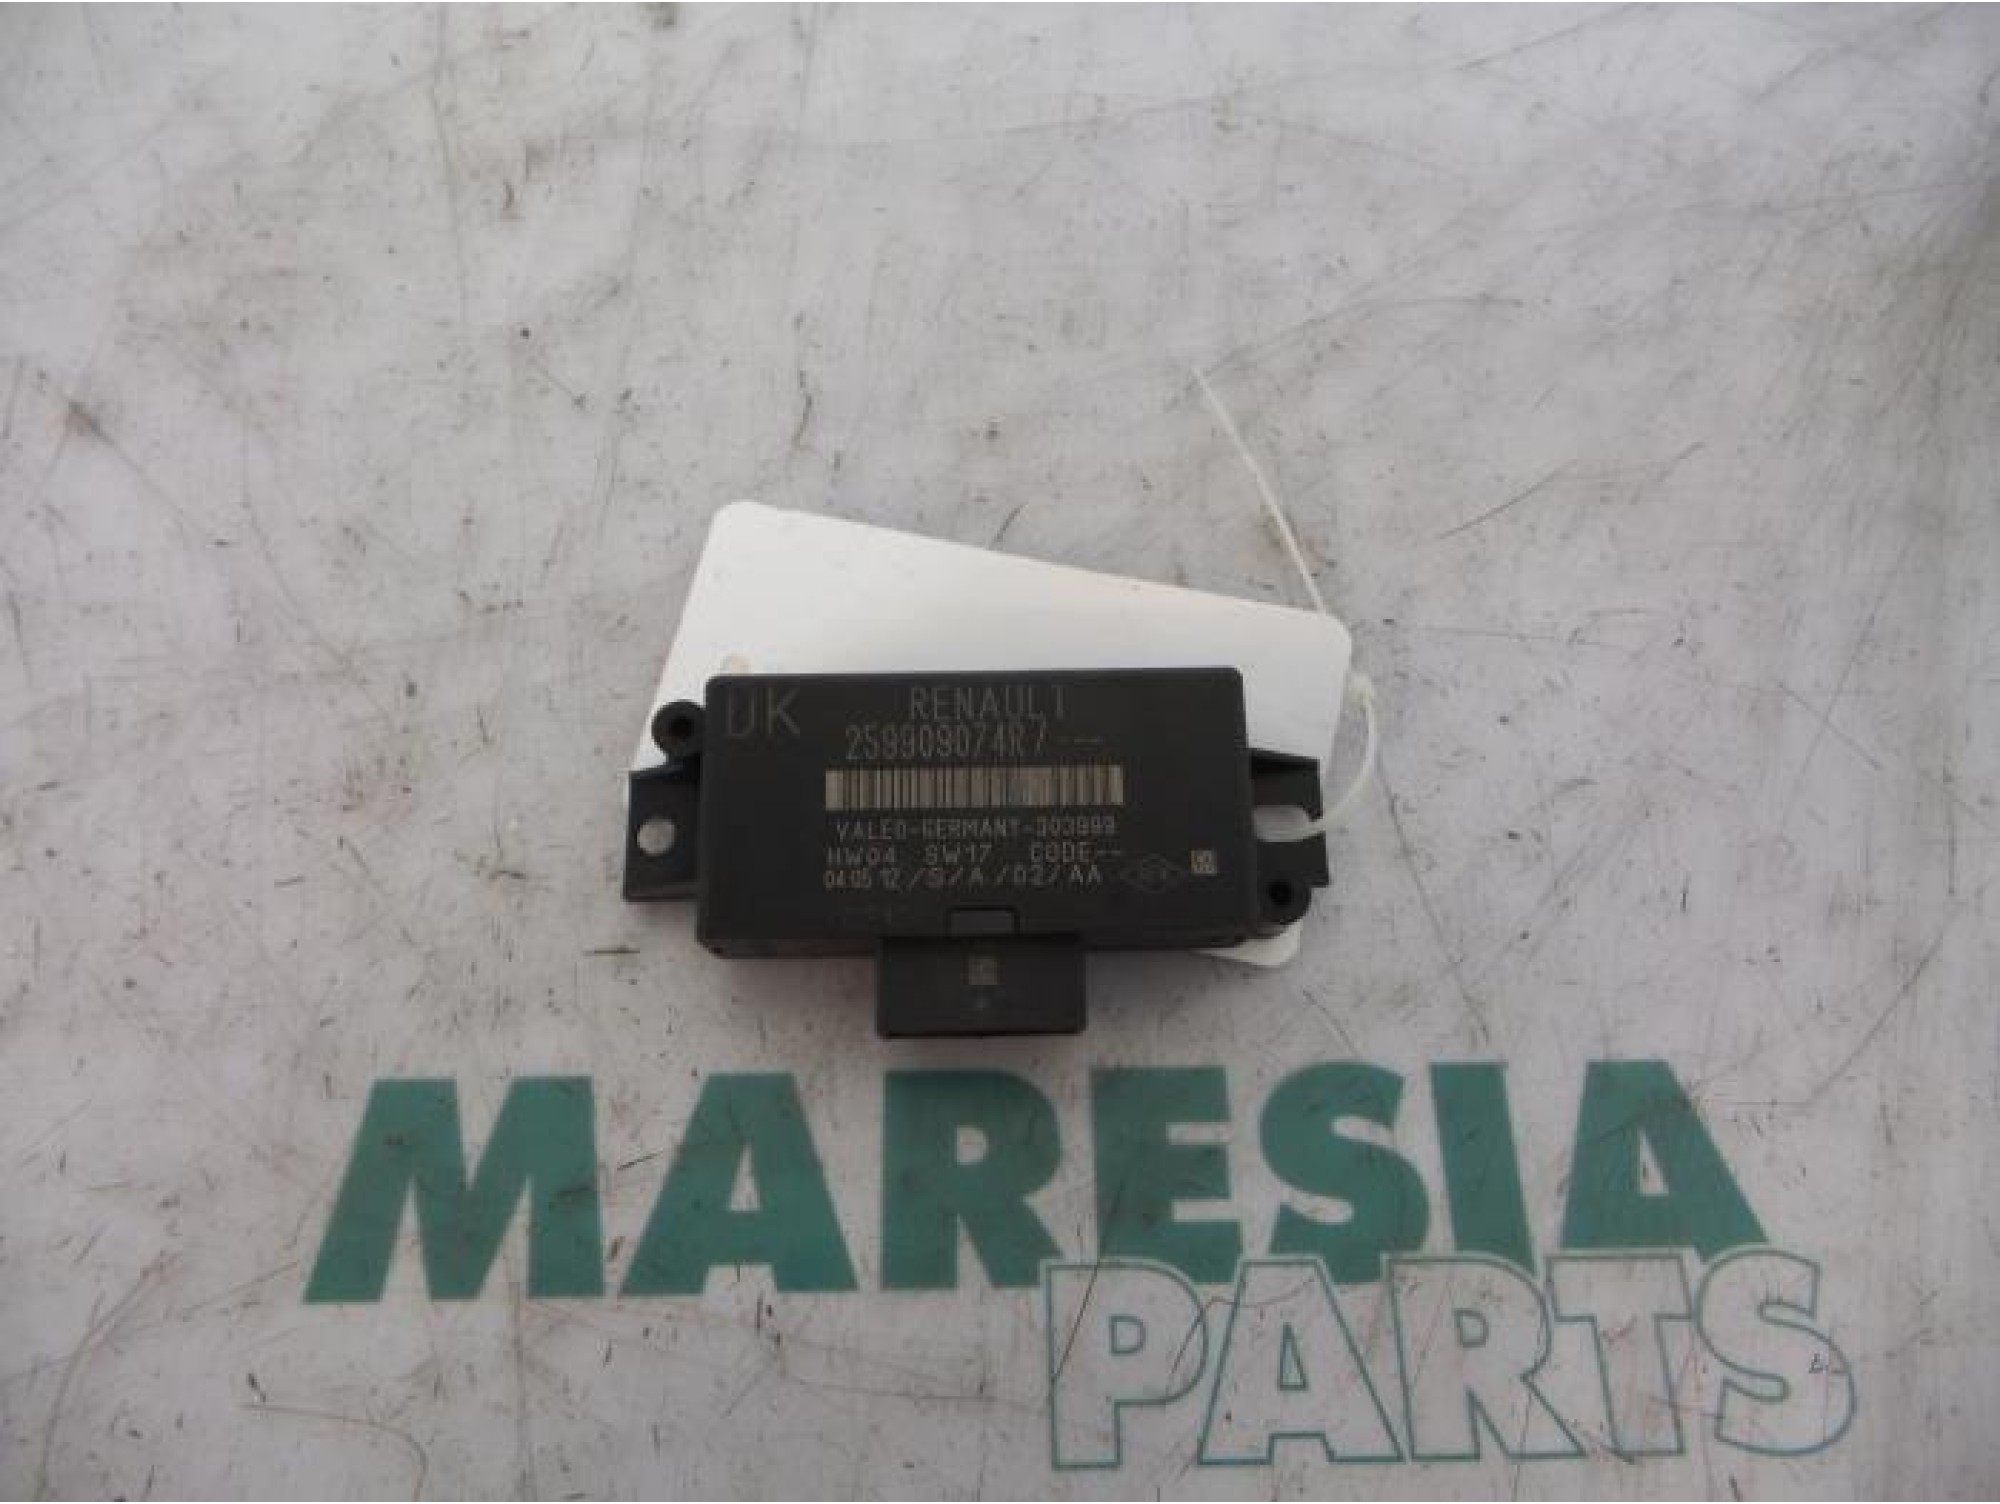 UK RENAULT
259909074R7---
VALEO-GERMANY-303999
HW04 SW17 CODE--
04.05.12/S/A/02/AA
MARESIA
PARTS